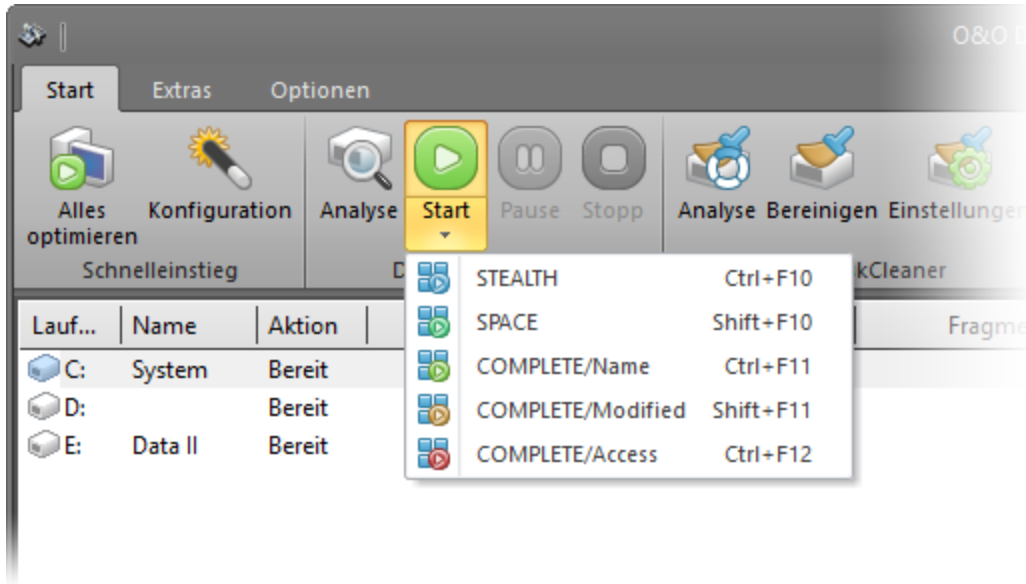 O&O
Start Extras Optionen
Alles optimieren Konfiguration Analyse Start Pause Stopp Analyse Bereinigen Einstellungen
Schnelleinstieg
Lauf... Name Aktion
C: System Bereit
D: Bereit
E: Data II Bereit
STEALTH Ctrl+F10
SPACE Shift+F10
COMPLETE/Name Ctrl+F11
COMPLETE/Modified Shift+F11
COMPLETE/Access Ctrl+F12